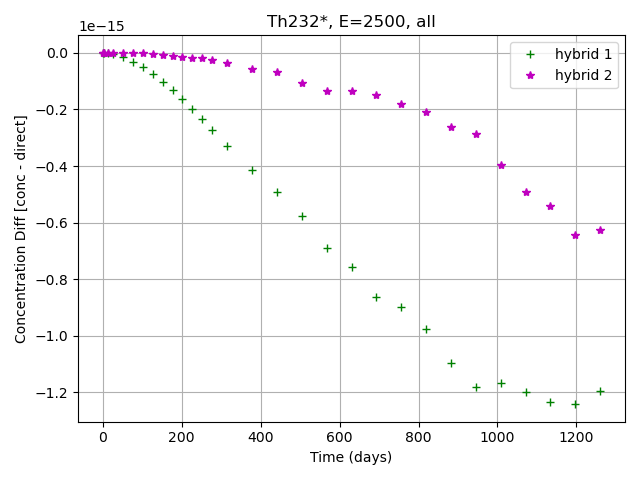 Th232*, E=2500, all
1e−15
hybrid 1
hybrid 2
0.0
−0.2
−0.4
−0.6
−0.8
−1.0
−1.2
Concentration Diff [conc - direct]
0 200 400 600 800 1000 1200
Time (days)